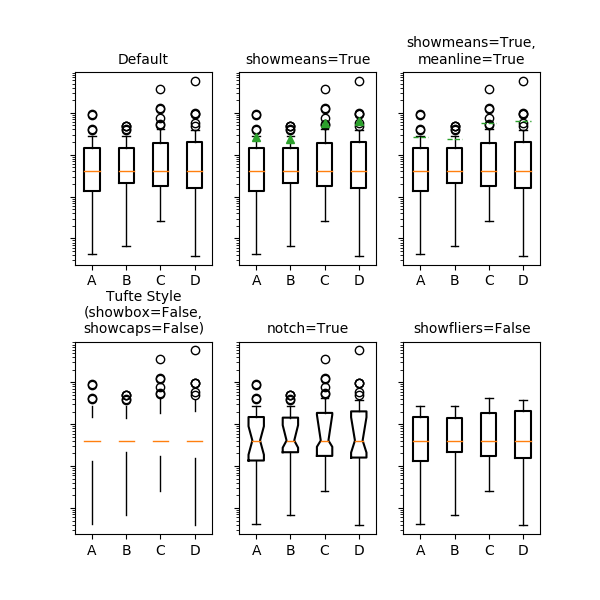 Default
showmeans=True
showmeans=True,
meanline=True
A B C D
A B C D
A B C D
Tufte Style
(showbox=False,
showcaps=False)
notch=True
showfliers=False
A B C D
A B C D
A B C D